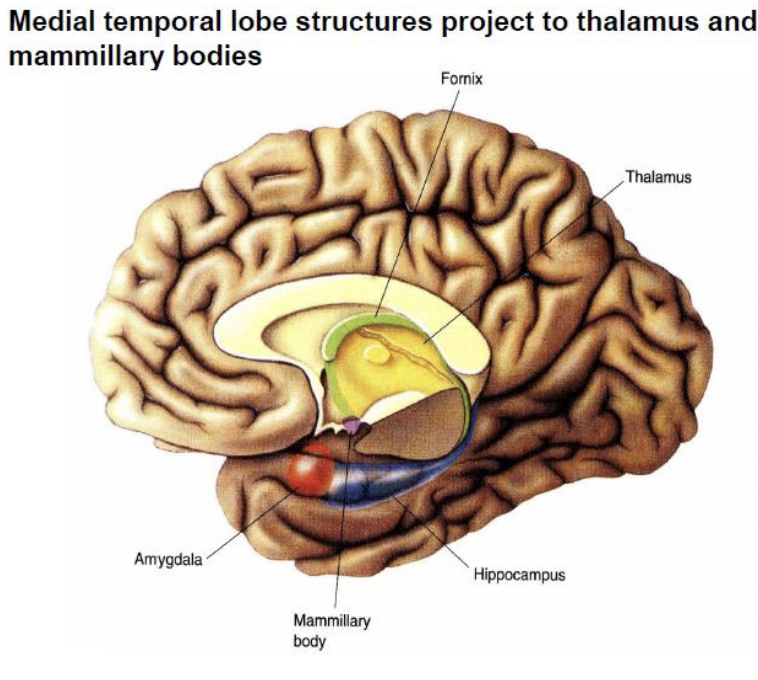 Medial temporal lobe structures project to thalamus and
mammillary bodies
Fornix
Thalamus
Amygdala
Hippocampus
Mammillary
body